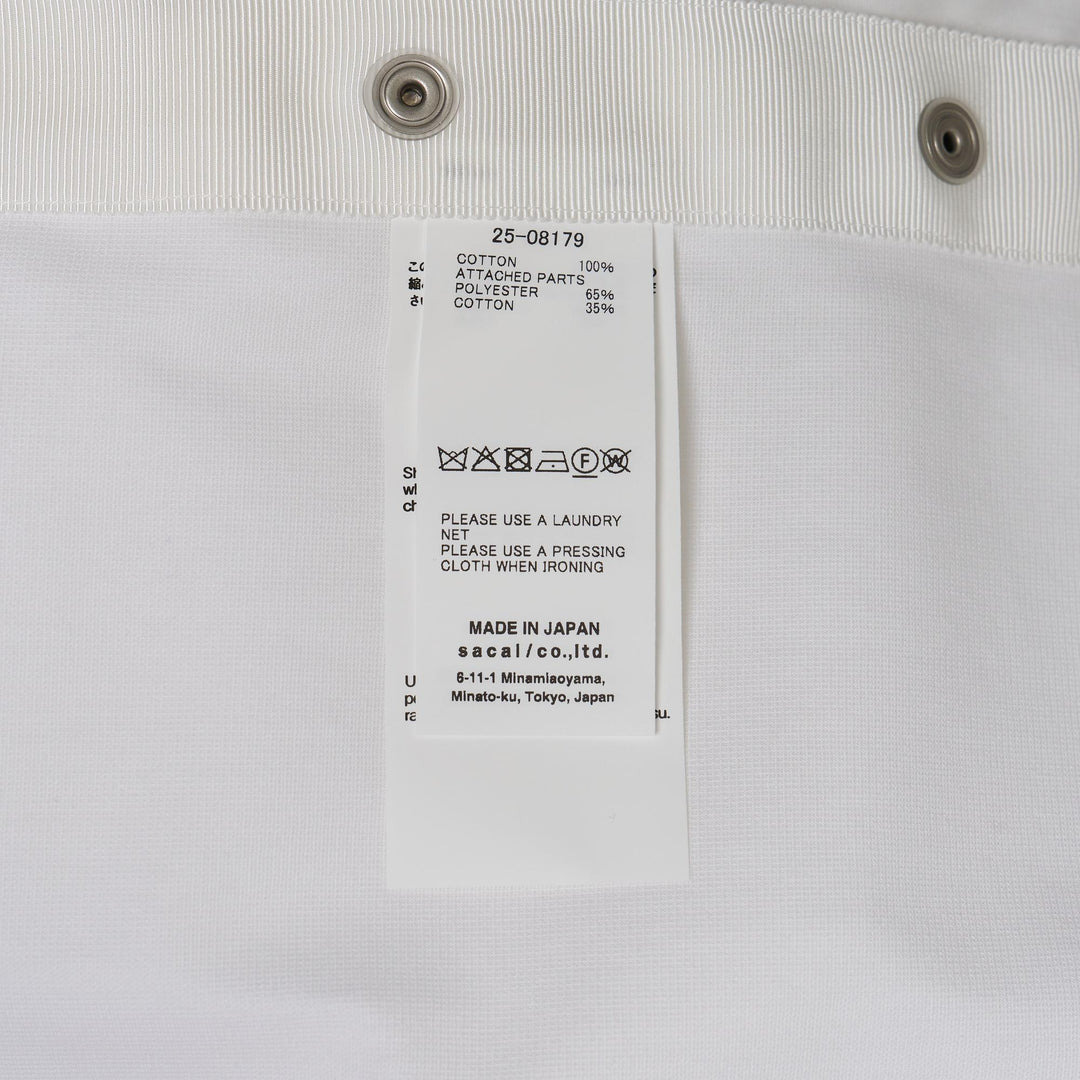 25-08179
COTTON 100%
ATTACHED PARTS
POLYESTER 65%
COTTON 35%
F W
PLEASE USE A LAUNDRY
NET
PLEASE USE A PRESSING
CLOTH WHEN IRONING
MADE IN JAPAN
sacai/co.,ltd.
6-11-1 Minamiaoyama,
Minato-ku, Tokyo, Japan